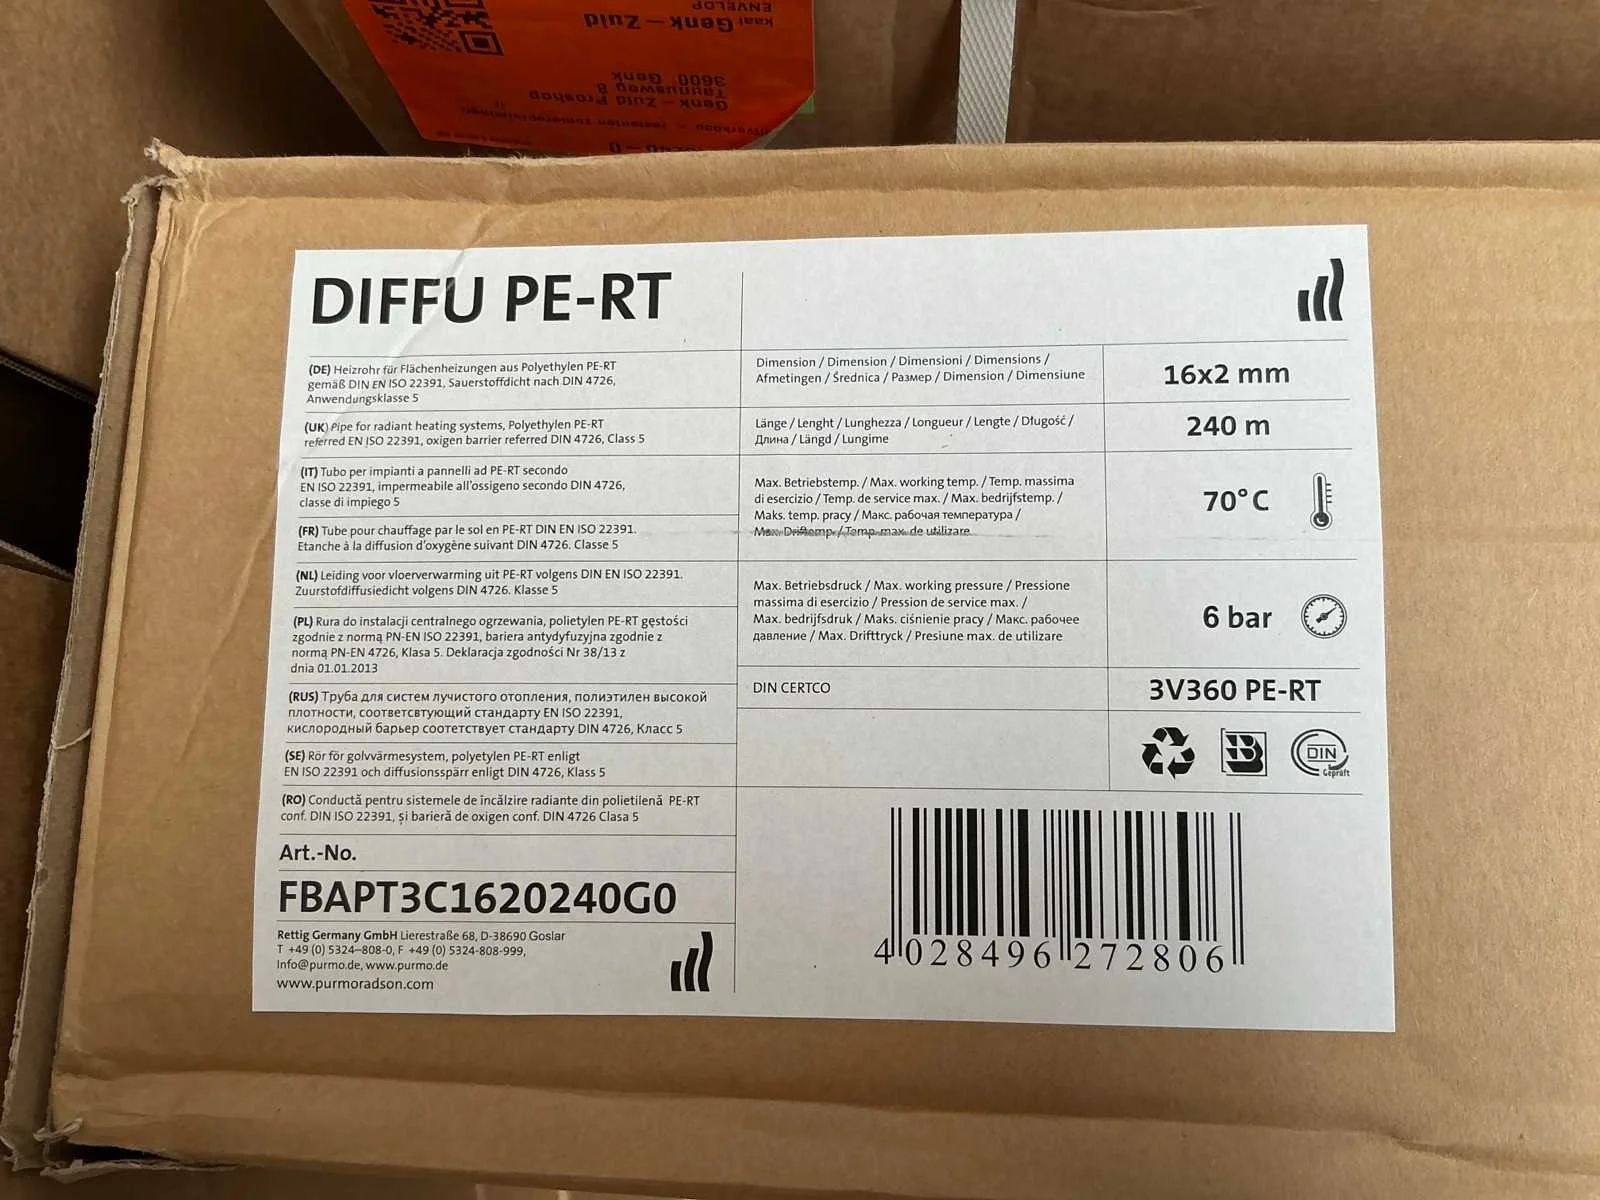 kaai Genk – Zuid
ENVELOP
3600 Genk
Taunusweg 8
Genk – Zuid Proshop
DIFFU PE-RT
(DE) Heizrohr für Flächenheizungen aus Polyethylen PE-RT
gemäß DIN EN ISO 22391, Sauerstoffdicht nach DIN 4726,
Anwendungsklasse 5
(UK) Pipe for radiant heating systems, Polyethylen PE-RT
referred EN ISO 22391, oxigen barrier referred DIN 4726, Class 5
(IT) Tubo per impianti a pannelli ad PE-RT secondo
EN ISO 22391, impermeabile all'ossigeno secondo DIN 4726,
classe di impiego 5
(FR) Tube pour chauffage par le sol en PE-RT DIN EN ISO 22391.
Etanche à la diffusion d'oxygène suivant DIN 4726. Classe 5
(NL) Leiding voor vloerverwarming uit PE-RT volgens DIN EN ISO 22391.
Zuurstofdiffusiedicht volgens DIN 4726. Klasse 5
(PL) Rura do instalacji centralnego ogrzewania, polietylen PE-RT gęstości
zgodnie z normą PN-EN ISO 22391, bariera antydyfuzyjna zgodnie z
normą PN-EN 4726, Klasa 5. Deklaracja zgodności Nr 38/13 z
dnia 01.01.2013
(RUS) Труба для систем лучистого отопления, полиэтилен высокой
плотности, соответсвтующий стандарту EN ISO 22391,
кислородный барьер соотетствует стандарту DIN 4726, Класс 5
(SE) Rör för golvvärmesystem, polyetylen PE-RT enligt
EN ISO 22391 och diffusionsspärr enligt DIN 4726, Klass 5
(RO) Conductă pentru sistemele de încălzire radiante din polietilenă PE-RT
conf. DIN ISO 22391, și barieră de oxigen conf. DIN 4726 Clasa 5
Art.-No.
FBAPT3C1620240G0
Rettig Germany GmbH Lierestraße 68, D-38690 Goslar
T +49 (0) 5324–808-0, F +49 (0) 5324-808-999,
Info@purmo.de, www.purmo.de
www.purmoradson.com
Dimension / Dimension / Dimensioni / Dimensions /
Afmetingen / Średnica / Размер / Dimension / Dimensiune
16x2 mm
Länge / Lenght / Lunghezza / Longueur / Lengte / Długość /
Длина / Längd / Lungime
240 m
Max. Betriebstemp. / Max. working temp. / Temp. massima
di esercizio / Temp. de service max. / Max. bedrijfstemp. /
Maks. temp. pracy / Макс. рабочая температура /
Max. Driftemp. / Temp. max. de utilizare
70°C
Max. Betriebsdruck / Max. working pressure / Pressione
massima di esercizio / Pression de service max. /
Max. bedrijfsdruk / Maks. ciśnienie pracy / Макс. рабочее
давление / Max. Drifttryck / Presiune max. de utilizare
6 bar
DIN CERTCO
3V360 PE-RT
DIN
Geprüft
4 028496 272806